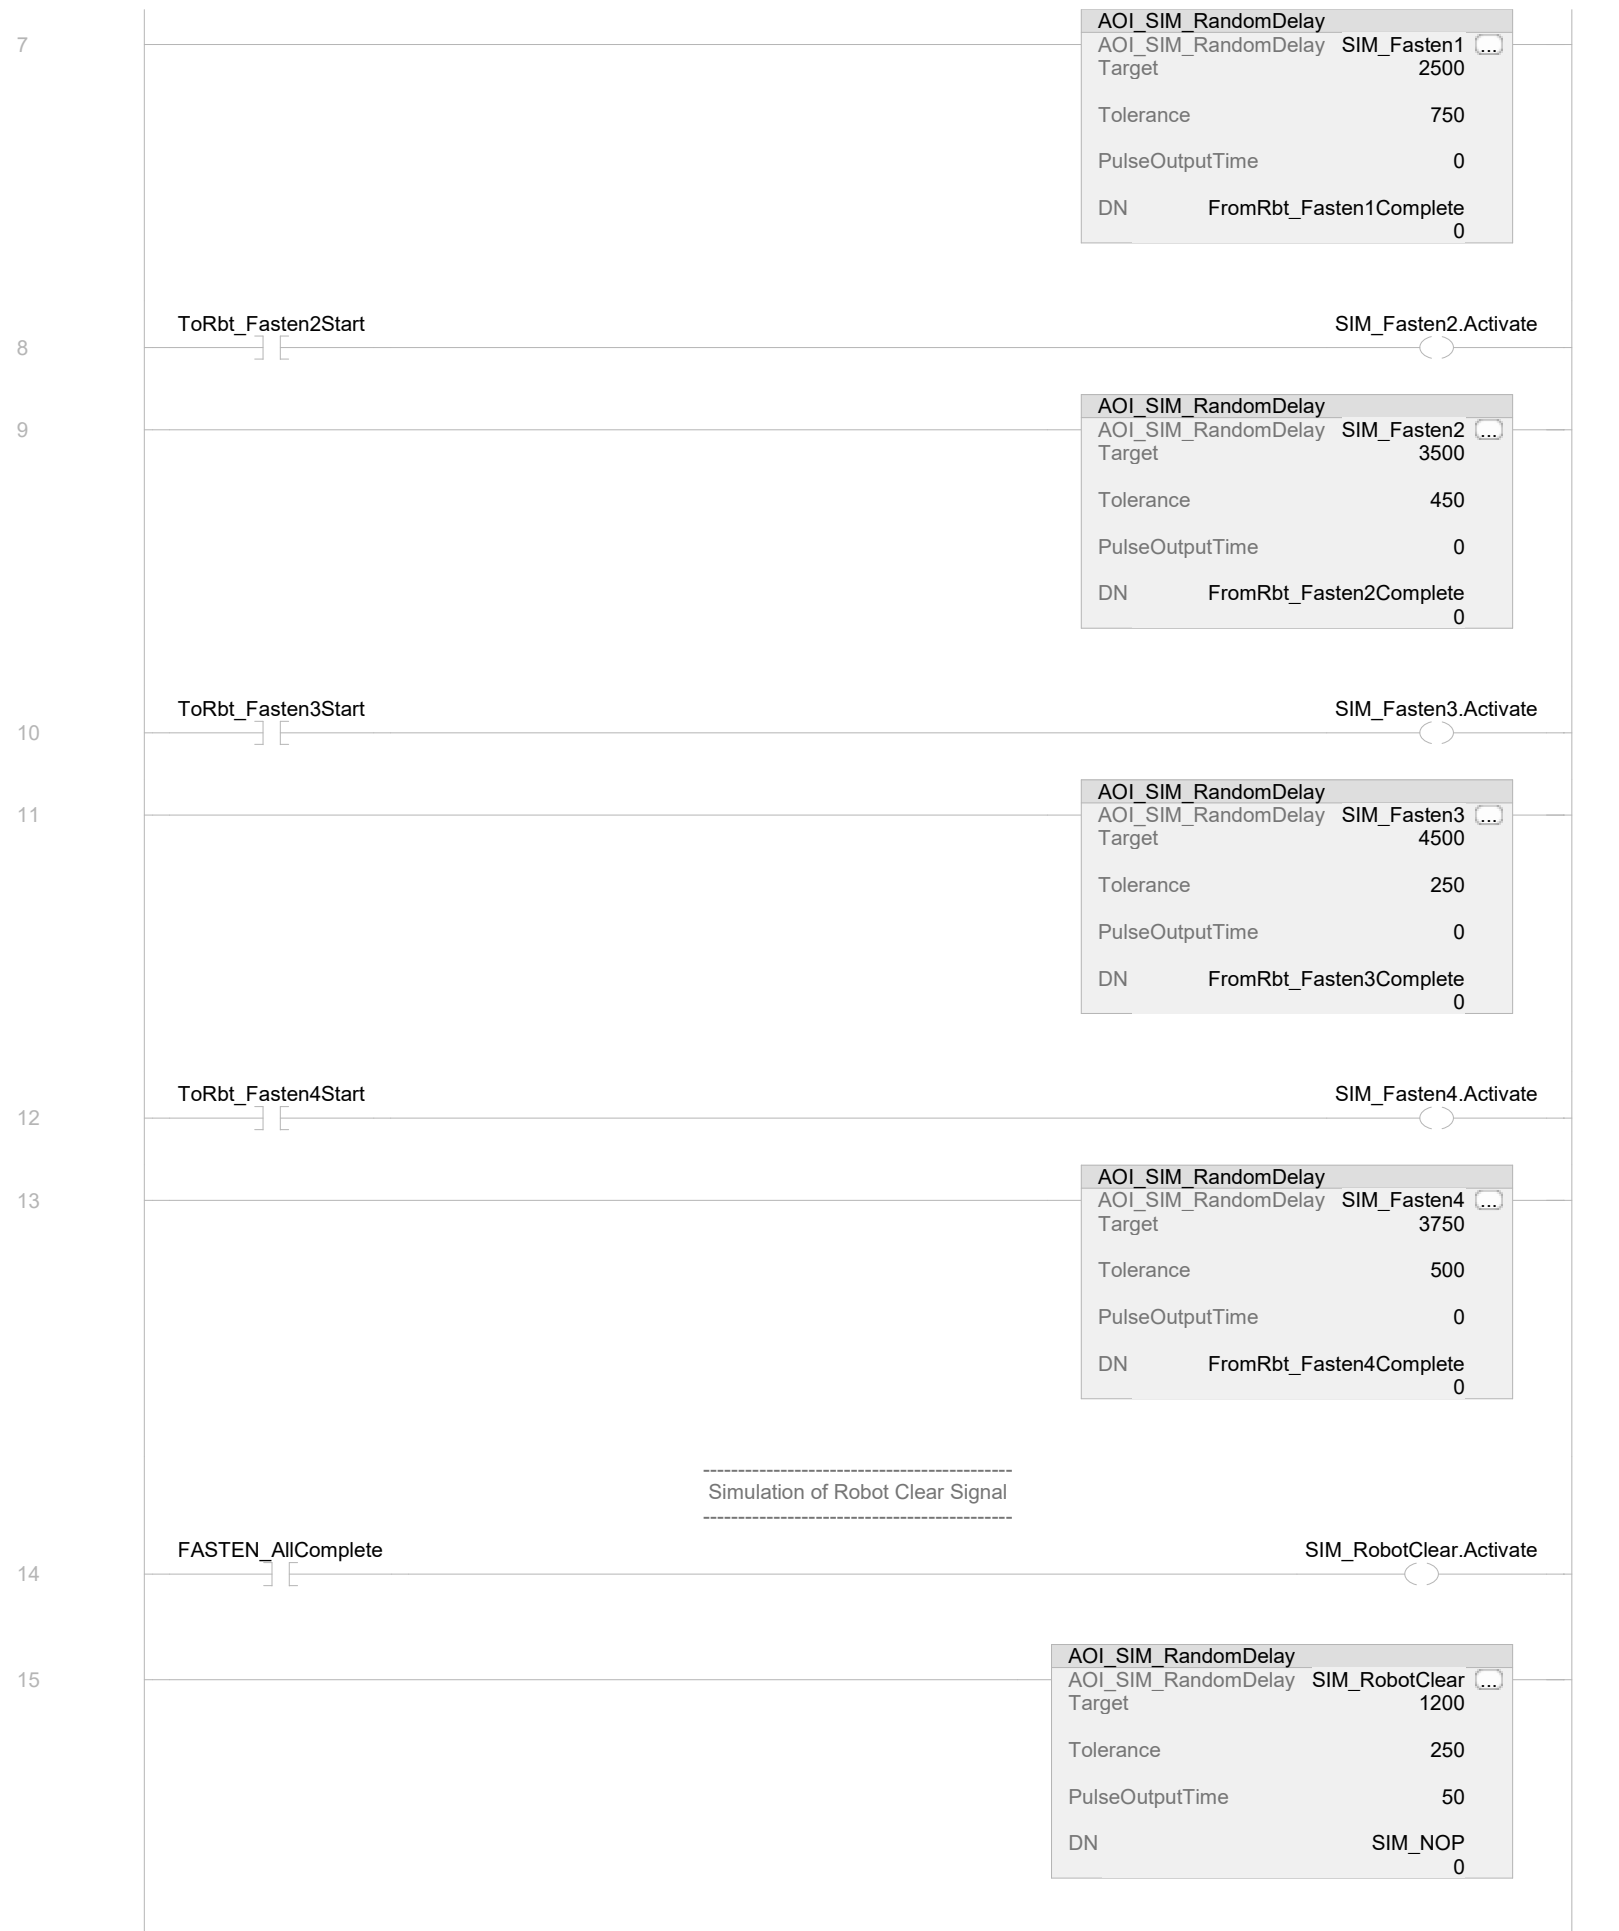 AOI_SIM_RandomDelay
7
AOI_SIM_RandomDelay SIM_Fasten1 ...
Target 2500
Tolerance 750
PulseOutputTime 0
DN FromRbt_Fasten1Complete
0
ToRbt_Fasten2Start SIM_Fasten2.Activate
8
AOI_SIM_RandomDelay
9
AOI_SIM_RandomDelay SIM_Fasten2 ...
Target 3500
Tolerance 450
PulseOutputTime 0
DN FromRbt_Fasten2Complete
0
ToRbt_Fasten3Start SIM_Fasten3.Activate
10
AOI_SIM_RandomDelay
11
AOI_SIM_RandomDelay SIM_Fasten3 ...
Target 4500
Tolerance 250
PulseOutputTime 0
DN FromRbt_Fasten3Complete
0
ToRbt_Fasten4Start SIM_Fasten4.Activate
12
AOI_SIM_RandomDelay
13
AOI_SIM_RandomDelay SIM_Fasten4 ...
Target 3750
Tolerance 500
PulseOutputTime 0
DN FromRbt_Fasten4Complete
0
--------------------------------------------
Simulation of Robot Clear Signal
--------------------------------------------
FASTEN_AllComplete SIM_RobotClear.Activate
14
AOI_SIM_RandomDelay
15
AOI_SIM_RandomDelay SIM_RobotClear ...
Target 1200
Tolerance 250
PulseOutputTime 50
DN SIM_NOP
0